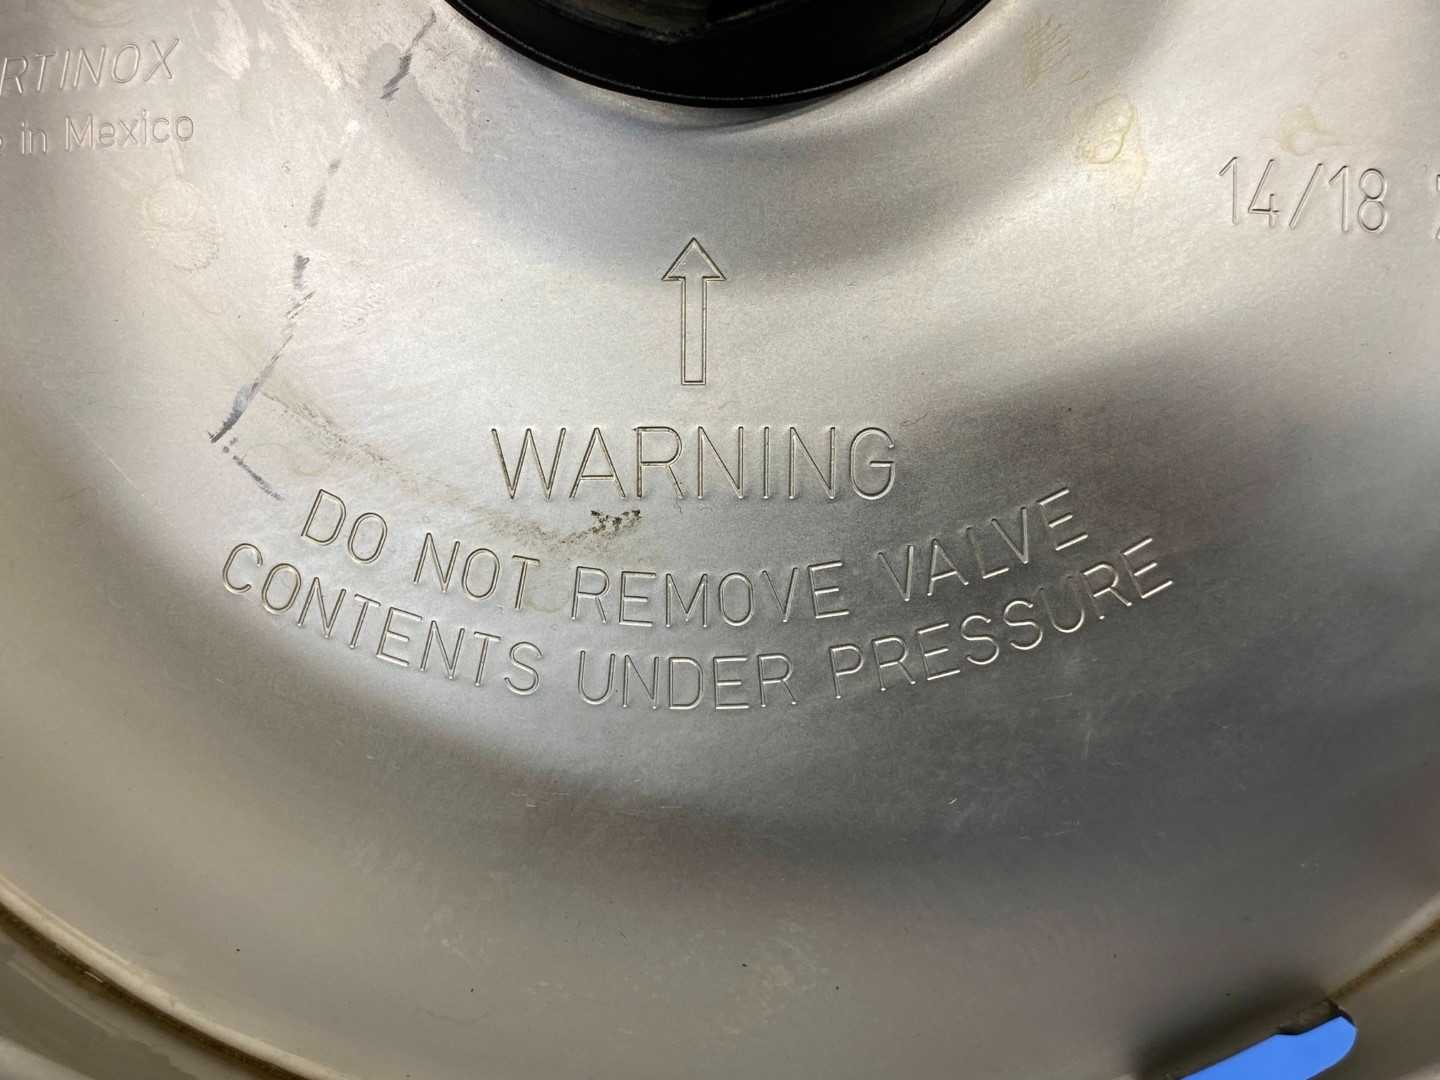 RTINOX
in Mexico
14/18
WARNING
DO NOT REMOVE VALVE
CONTENTS UNDER PRESSURE